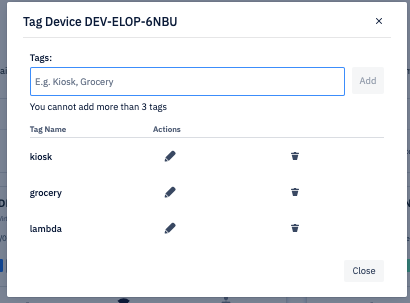 Tag Device DEV-ELOP-6NBU
Tags:
E.g. Kiosk, Grocery
Add
You cannot add more than 3 tags
Tag Name Actions
kiosk
grocery
lambda
Close